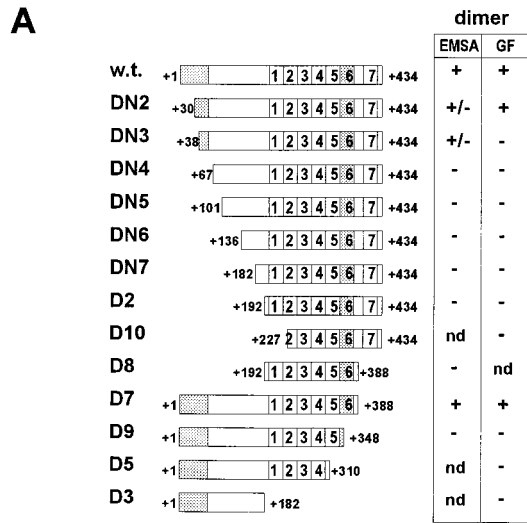 A
dimer
EMSA GF
w.t. +1 1 2 3 4 5 6 7 +434 + +
DN2 +30 1 2 3 4 5 6 7 +434 +/- +
DN3 +38 1 2 3 4 5 6 7 +434 +/- -
DN4 +67 1 2 3 4 5 6 7 +434 - -
DN5 +101 1 2 3 4 5 6 7 +434 - -
DN6 +136 1 2 3 4 5 6 7 +434 - -
DN7 +182 1 2 3 4 5 6 7 +434 - -
D2 +192 1 2 3 4 5 6 7 +434 - -
D10 +227 2 3 4 5 6 7 +434 nd -
D8 +192 1 2 3 4 5 6 +388 - nd
D7 +1 1 2 3 4 5 6 +388 + +
D9 +1 1 2 3 4 5 +348 - -
D5 +1 1 2 3 4 +310 nd -
D3 +1 +182 nd -